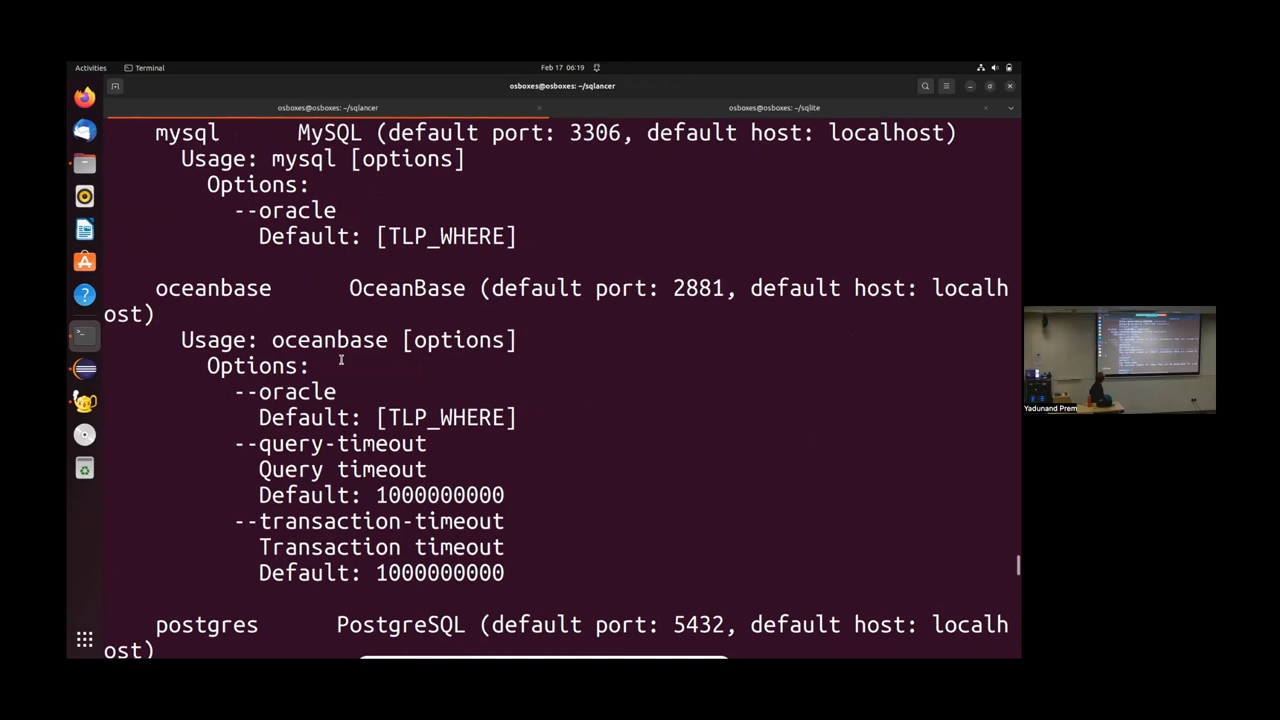 Activities
Terminal
Feb 17 06:19
osboxes@osboxes: ~/sqlancer
osboxes@osboxes: ~/sqlancer
osboxes@osboxes: ~/sqlite
mysql MySQL (default port: 3306, default host: localhost)
Usage: mysql [options]
Options:
--oracle
Default: [TLP_WHERE]
oceanbase OceanBase (default port: 2881, default host: localh
ost)
Usage: oceanbase [options]
Options:
--oracle
Default: [TLP_WHERE]
--query-timeout
Query timeout
Default: 1000000000
--transaction-timeout
Transaction timeout
Default: 1000000000
postgres PostgreSQL (default port: 5432, default host: localh
ost)
Yadunand Prem